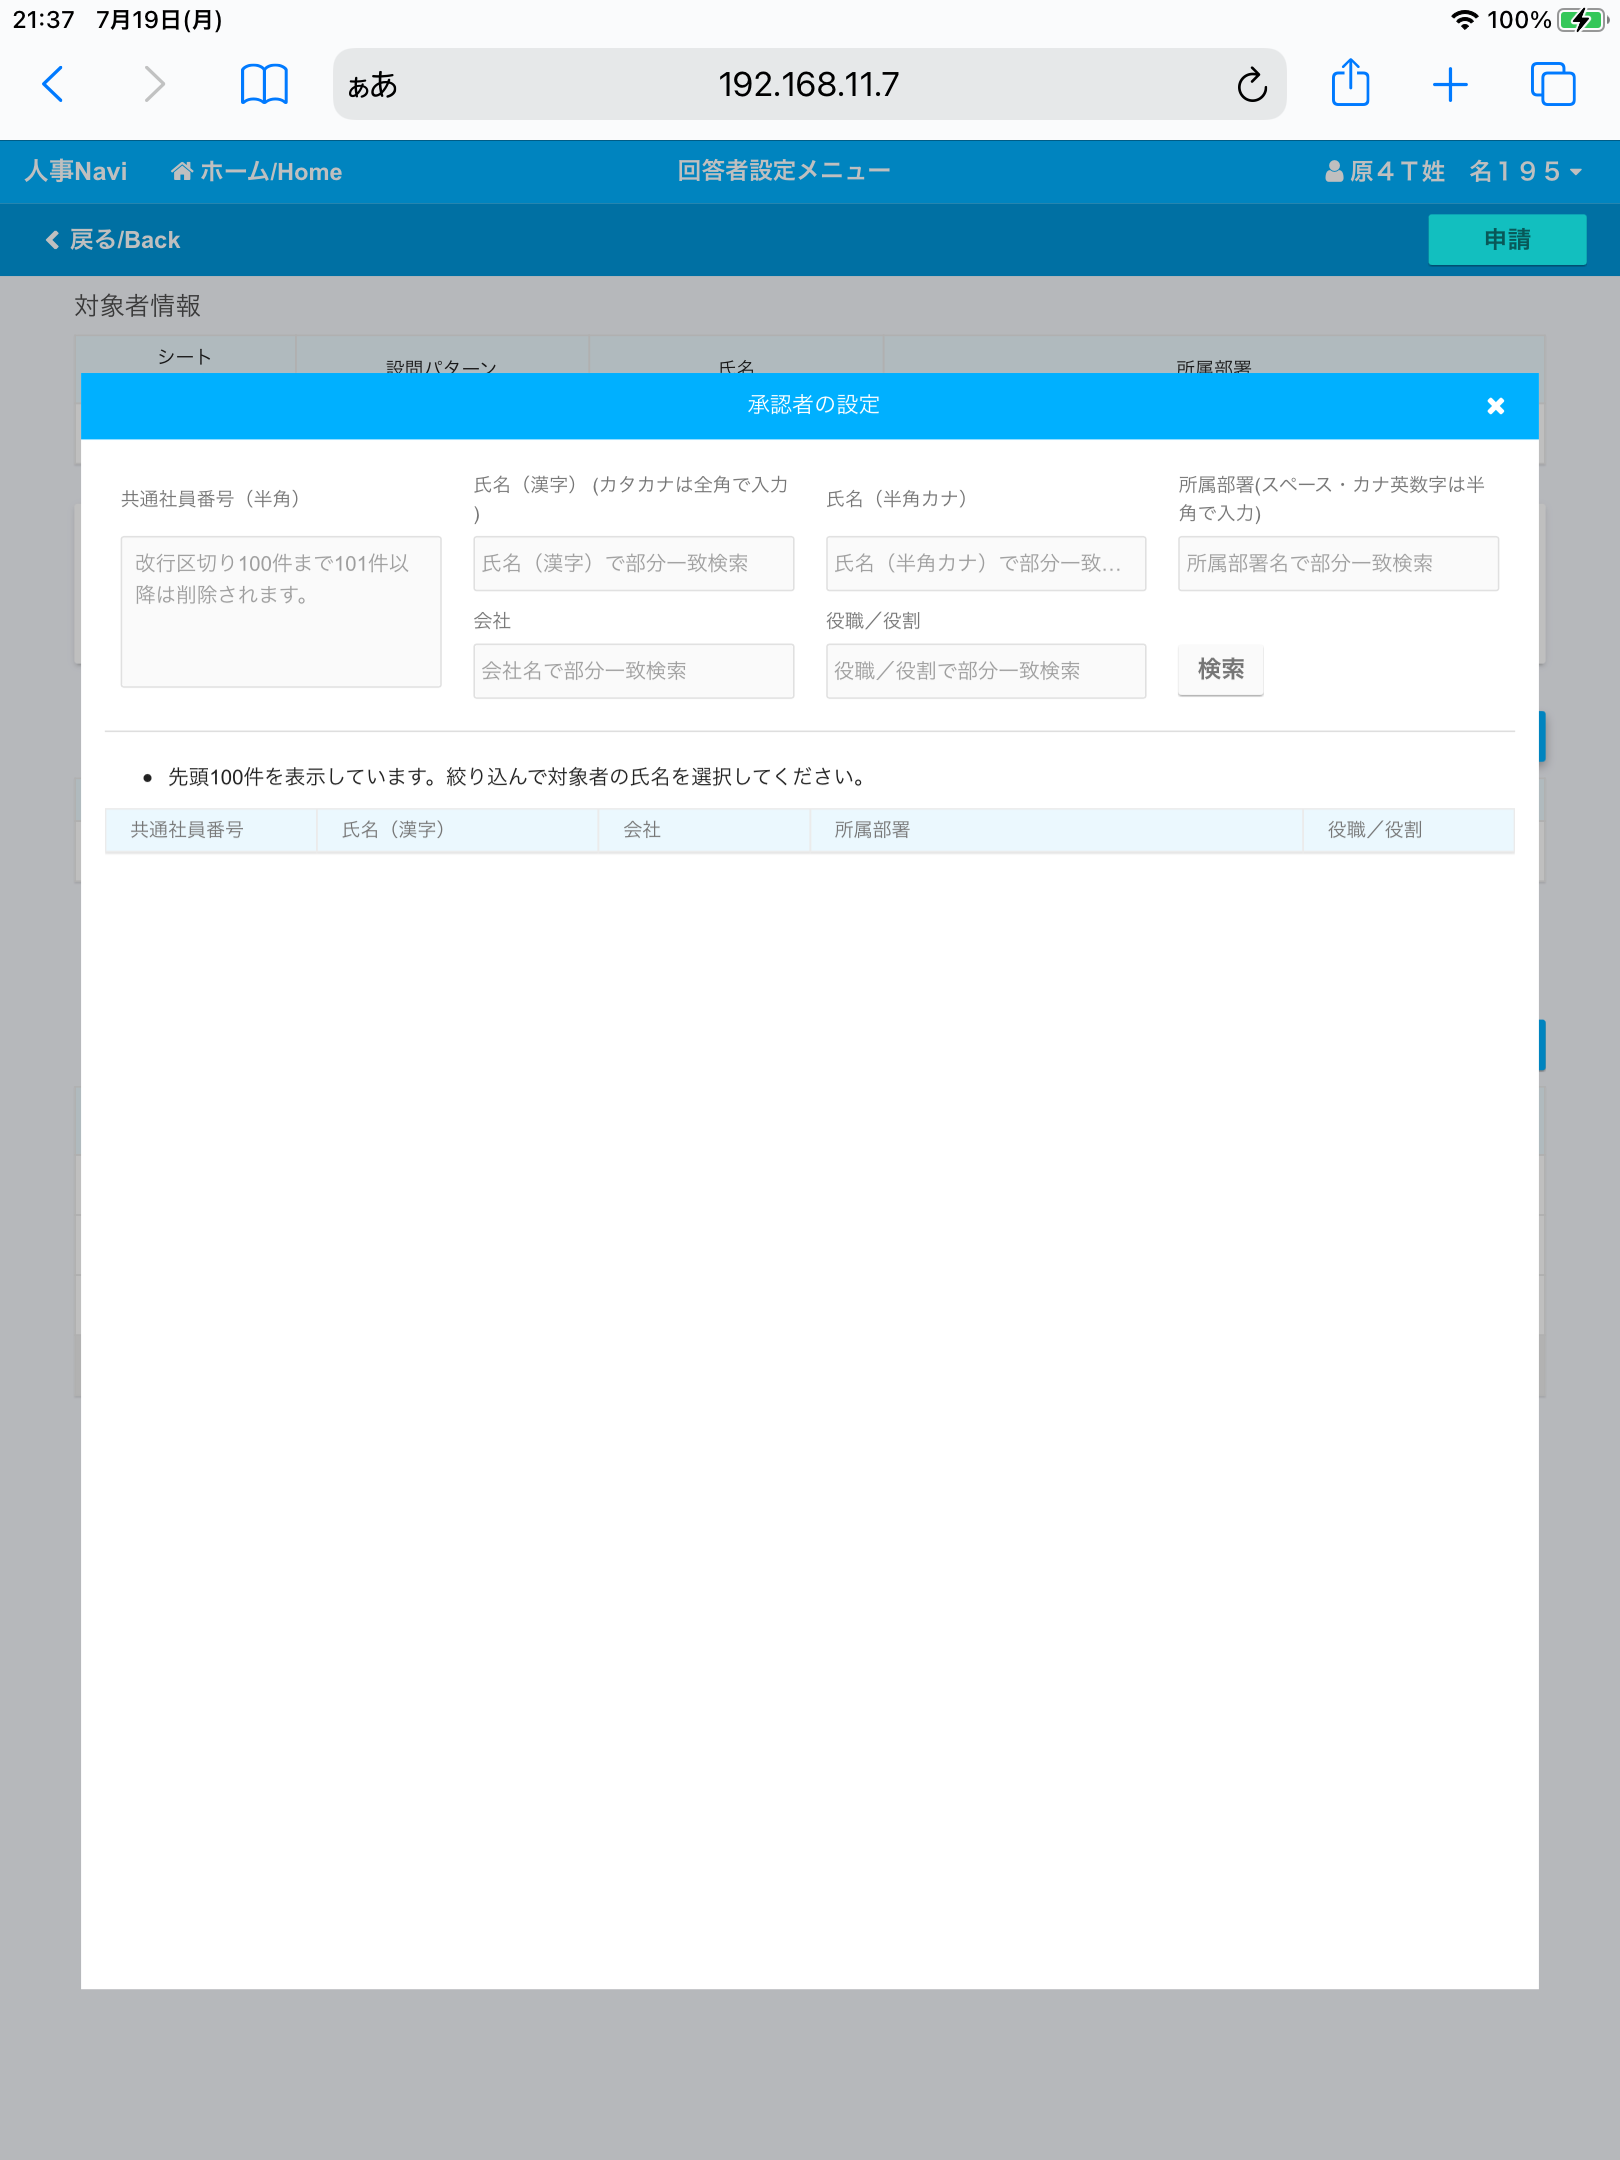 21:37 7月19日(月) 100%
ぁあ 192.168.11.7
人事Navi ホーム/Home 回答者設定メニュー 原４Ｔ姓　名１９５
戻る/Back 申請
対象者情報
シート
設問パターン 氏名 所属部署
承認者の設定
共通社員番号（半角）
氏名（漢字） (カタカナは全角で入力
)
氏名（半角カナ）
所属部署(スペース・カナ英数字は半
角で入力)
改行区切り100件まで101件以
降は削除されます。
氏名（漢字）で部分一致検索
氏名（半角カナ）で部分一致...
所属部署名で部分一致検索
会社
役職／役割
会社名で部分一致検索
役職／役割で部分一致検索
検索
先頭100件を表示しています。絞り込んで対象者の氏名を選択してください。
共通社員番号 氏名（漢字） 会社 所属部署 役職／役割